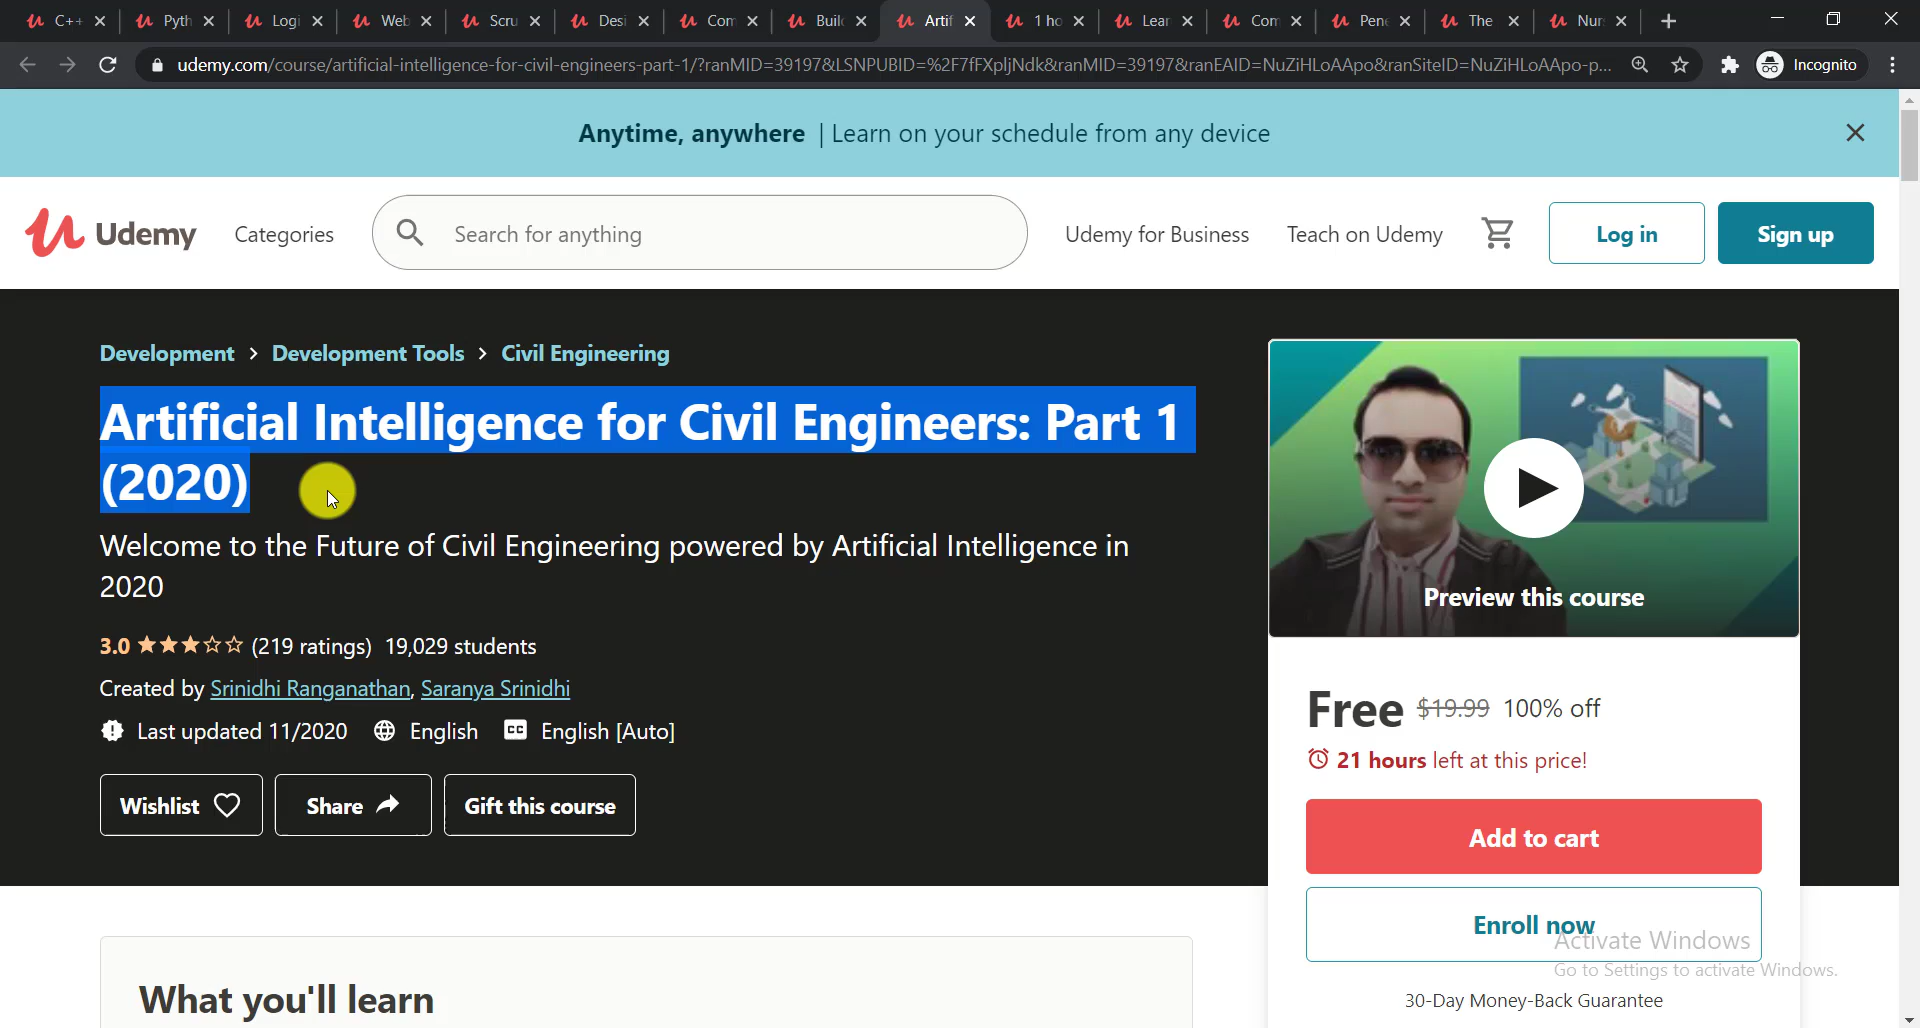 C++
Pyth
Logi
Web
Scru
Desi
Com
Build
Artif
1 ho
Lear
Com
Pene
The
Nur
udemy.com/course/artificial-intelligence-for-civil-engineers-part-1/?ranMID=39197&LSNPUBID=%2F7fFXpljNdk&ranMID=39197&ranEAID=NuZiHLoAApo&ranSiteID=NuZiHLoAApo-p...
Incognito
Anytime, anywhere | Learn on your schedule from any device
Udemy
Categories
Search for anything
Udemy for Business
Teach on Udemy
Log in
Sign up
Development > Development Tools > Civil Engineering
Artificial Intelligence for Civil Engineers: Part 1
(2020)
Welcome to the Future of Civil Engineering powered by Artificial Intelligence in
2020
3.0 (219 ratings) 19,029 students
Created by Srinidhi Ranganathan, Saranya Srinidhi
Last updated 11/2020 English CC English [Auto]
Wishlist
Share
Gift this course
What you'll learn
Preview this course
Free $19.99 100% off
21 hours left at this price!
Add to cart
Enroll now
Activate Windows
Go to Settings to activate Windows.
30-Day Money-Back Guarantee